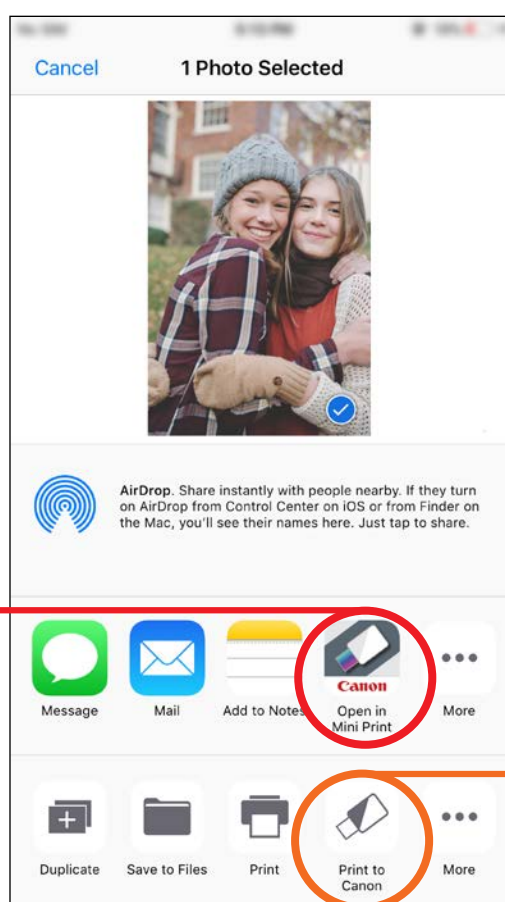 Cancel
1 Photo Selected
AirDrop. Share instantly with people nearby. If they turn
on AirDrop from Control Center on iOS or from Finder on
the Mac, you'll see their names here. Just tap to share.
Canon
Message
Mail
Add to Notes
Open in
Mini Print
More
Duplicate
Save to Files
Print
Print to
Canon
More